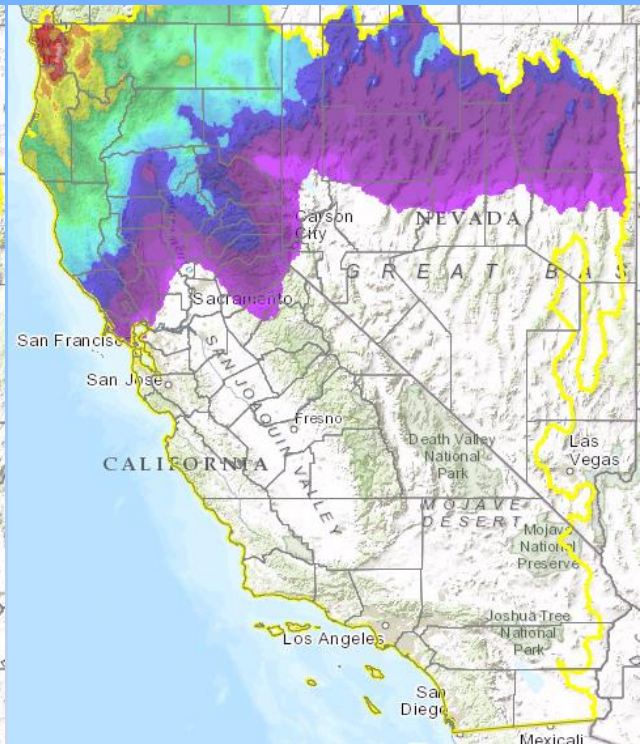 Carson
City
NEVADA
GREAT BAS
Sacramento
San Francisc
San Jose
SAN JOAQUIN VALLEY
Fresno
CALIFORNIA
Death Valley
National
Park
Las
Vegas
MOJAVE
DESERT
Mojave
National
Preserve
Joshua Tree
National
Park
Los Angeles
San
Diego
Mexicali